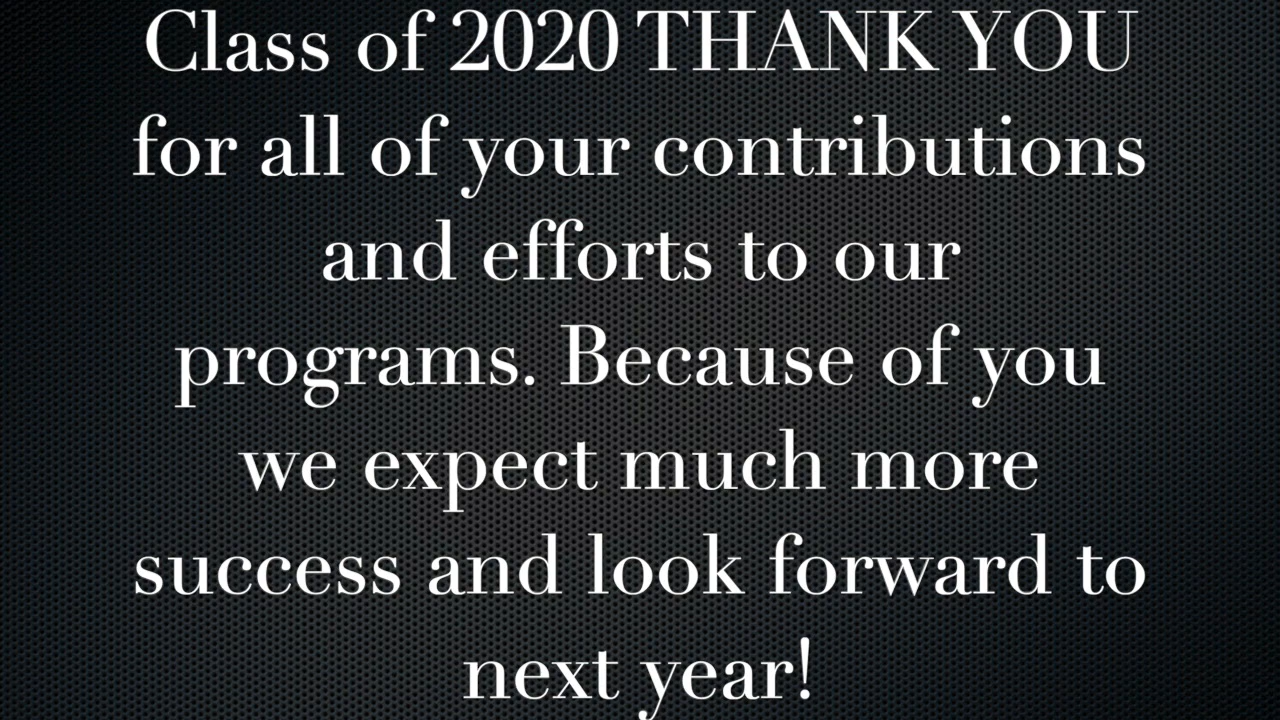 Class of 2020 THANK YOU
for all of your contributions
and efforts to our
programs. Because of you
we expect much more
success and look forward to
next year!